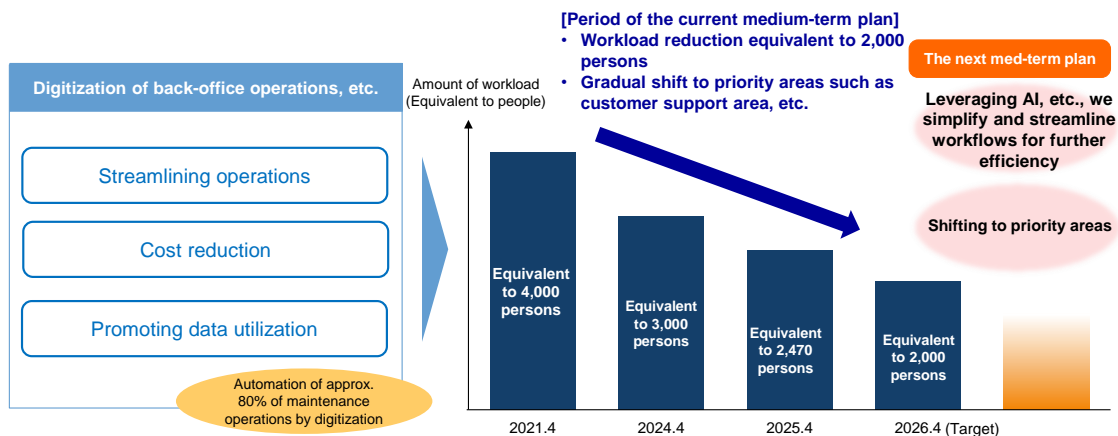 Digitization of back-office operations, etc.
Streamlining operations
Cost reduction
Promoting data utilization
Automation of approx.
80% of maintenance
operations by digitization
Amount of workload
(Equivalent to people)
[Period of the current medium-term plan]
• Workload reduction equivalent to 2,000
persons
• Gradual shift to priority areas such as
customer support area, etc.
Equivalent
to 4,000
persons
Equivalent
to 3,000
persons
Equivalent
to 2,470
persons
Equivalent
to 2,000
persons
2021.4
2024.4
2025.4
2026.4 (Target)
The next med-term plan
Leveraging AI, etc., we
simplify and streamline
workflows for further
efficiency
Shifting to priority areas